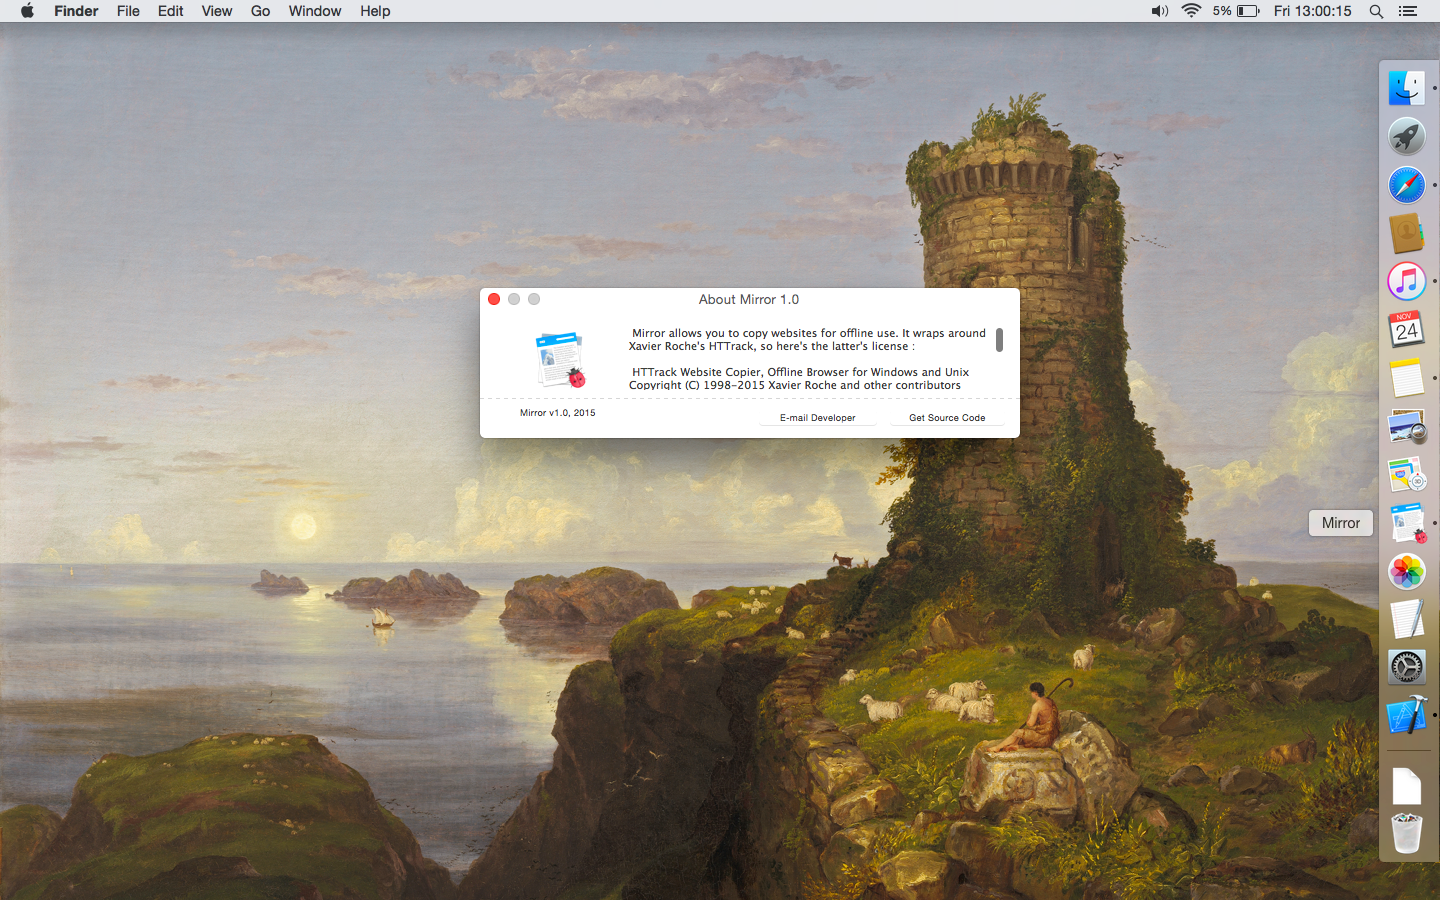 Finder File Edit View Go Window Help 5% Fri 13:00:15
About Mirror 1.0
Mirror allows you to copy websites for offline use. It wraps around
Xavier Roche's HTTrack, so here's the latter's license :
HTTrack Website Copier, Offline Browser for Windows and Unix
Copyright (C) 1998-2015 Xavier Roche and other contributors
Mirror v1.0, 2015
E-mail Developer
Get Source Code
NOV
24
Mirror